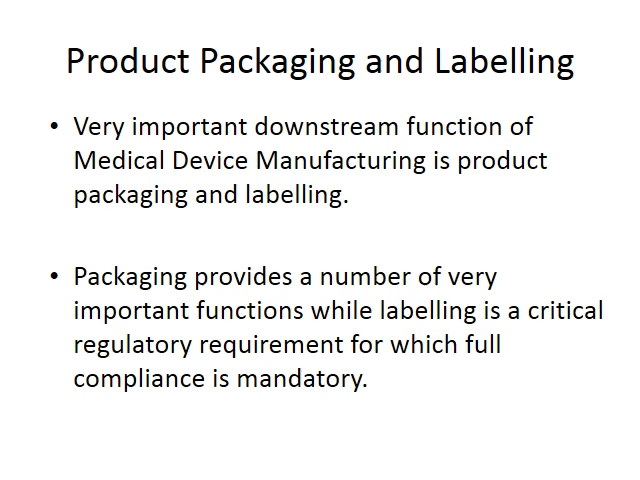 Product Packaging and Labelling
• Very important downstream function of
Medical Device Manufacturing is product
packaging and labelling.
• Packaging provides a number of very
important functions while labelling is a critical
regulatory requirement for which full
compliance is mandatory.